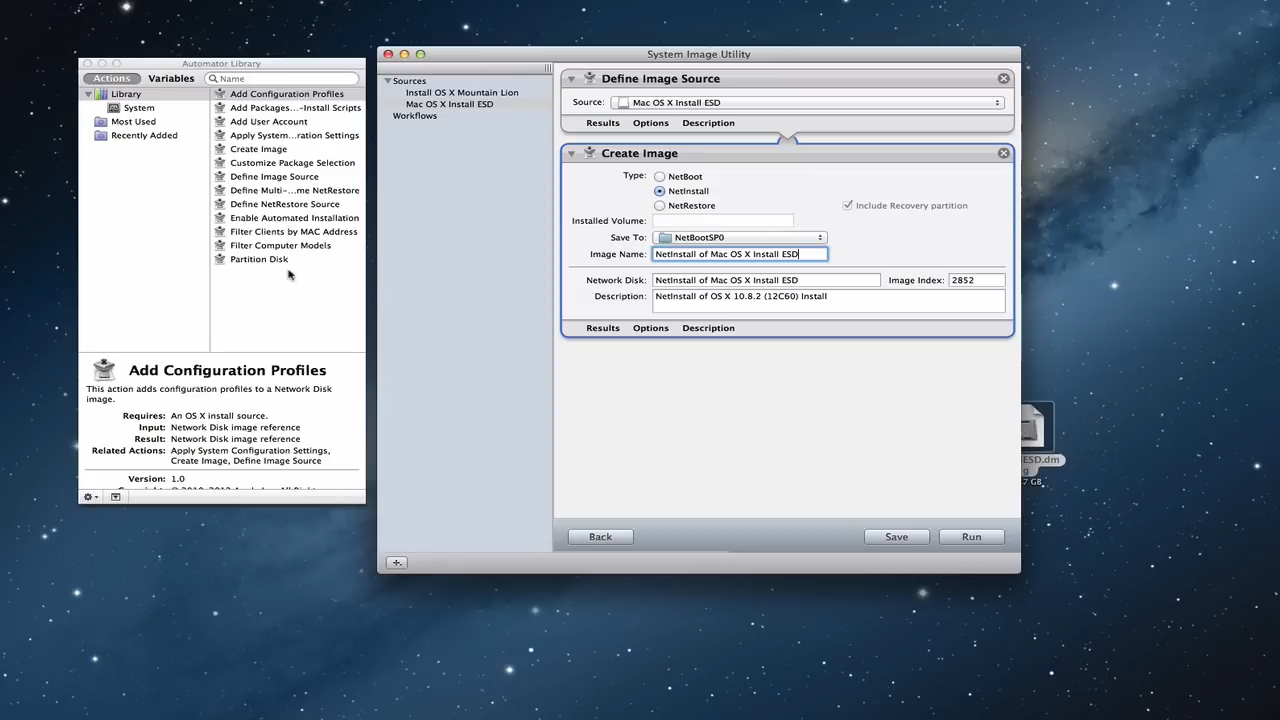 Automator Library
Actions
Variables
Name
Library
System
Most Used
Recently Added
Add Configuration Profiles
Add Packages...-Install Scripts
Add User Account
Apply System...ration Settings
Create Image
Customize Package Selection
Define Image Source
Define Multi-...me NetRestore
Define NetRestore Source
Enable Automated Installation
Filter Clients by MAC Address
Filter Computer Models
Partition Disk
Add Configuration Profiles
This action adds configuration profiles to a Network Disk
image.
Requires: An OS X install source.
Input: Network Disk image reference
Result: Network Disk image reference
Related Actions: Apply System Configuration Settings,
Create Image, Define Image Source
Version: 1.0
System Image Utility
Sources
Install OS X Mountain Lion
Mac OS X Install ESD
Workflows
Define Image Source
Source: Mac OS X Install ESD
Results Options Description
Create Image
Type: NetBoot
NetInstall
NetRestore
Include Recovery partition
Installed Volume:
Save To: NetBootSP0
Image Name: NetInstall of Mac OS X Install ESD
Network Disk: NetInstall of Mac OS X Install ESD Image Index: 2852
Description: NetInstall of OS X 10.8.2 (12C60) Install
Results Options Description
Back Save Run
ESD.dm
g
7 GB